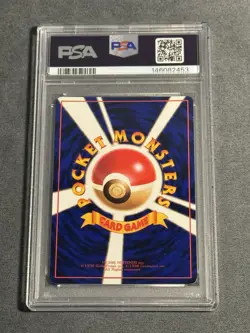 PSA
PSA
146082453
POCKET MONSTERS
CARD GAME